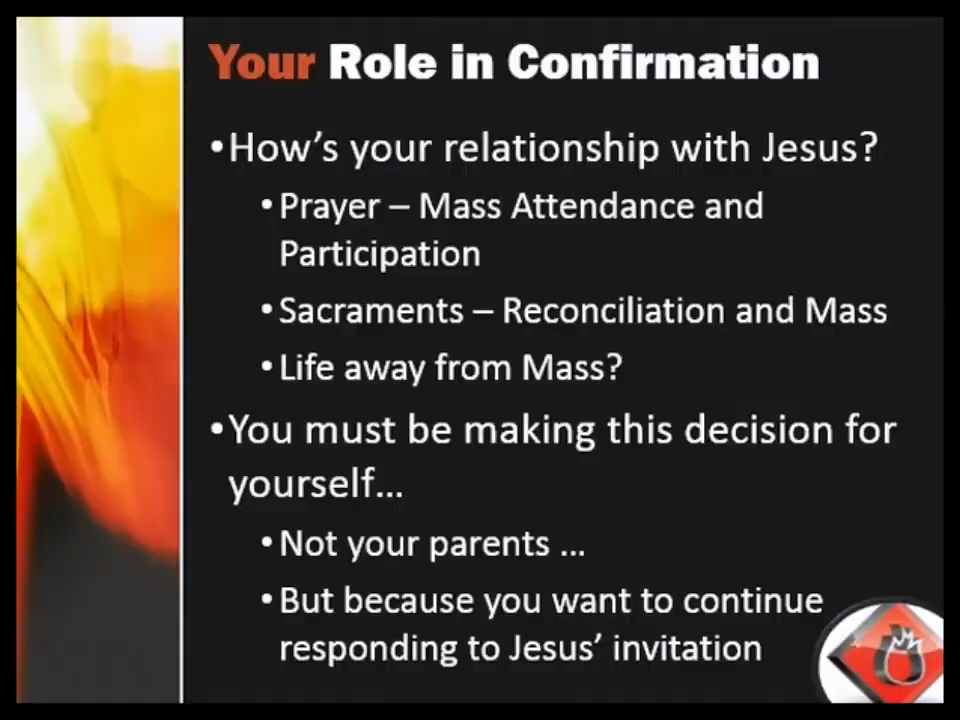 Your Role in Confirmation
•How's your relationship with Jesus?
•Prayer – Mass Attendance and
Participation
•Sacraments – Reconciliation and Mass
•Life away from Mass?
•You must be making this decision for
yourself…
•Not your parents …
•But because you want to continue
responding to Jesus' invitation